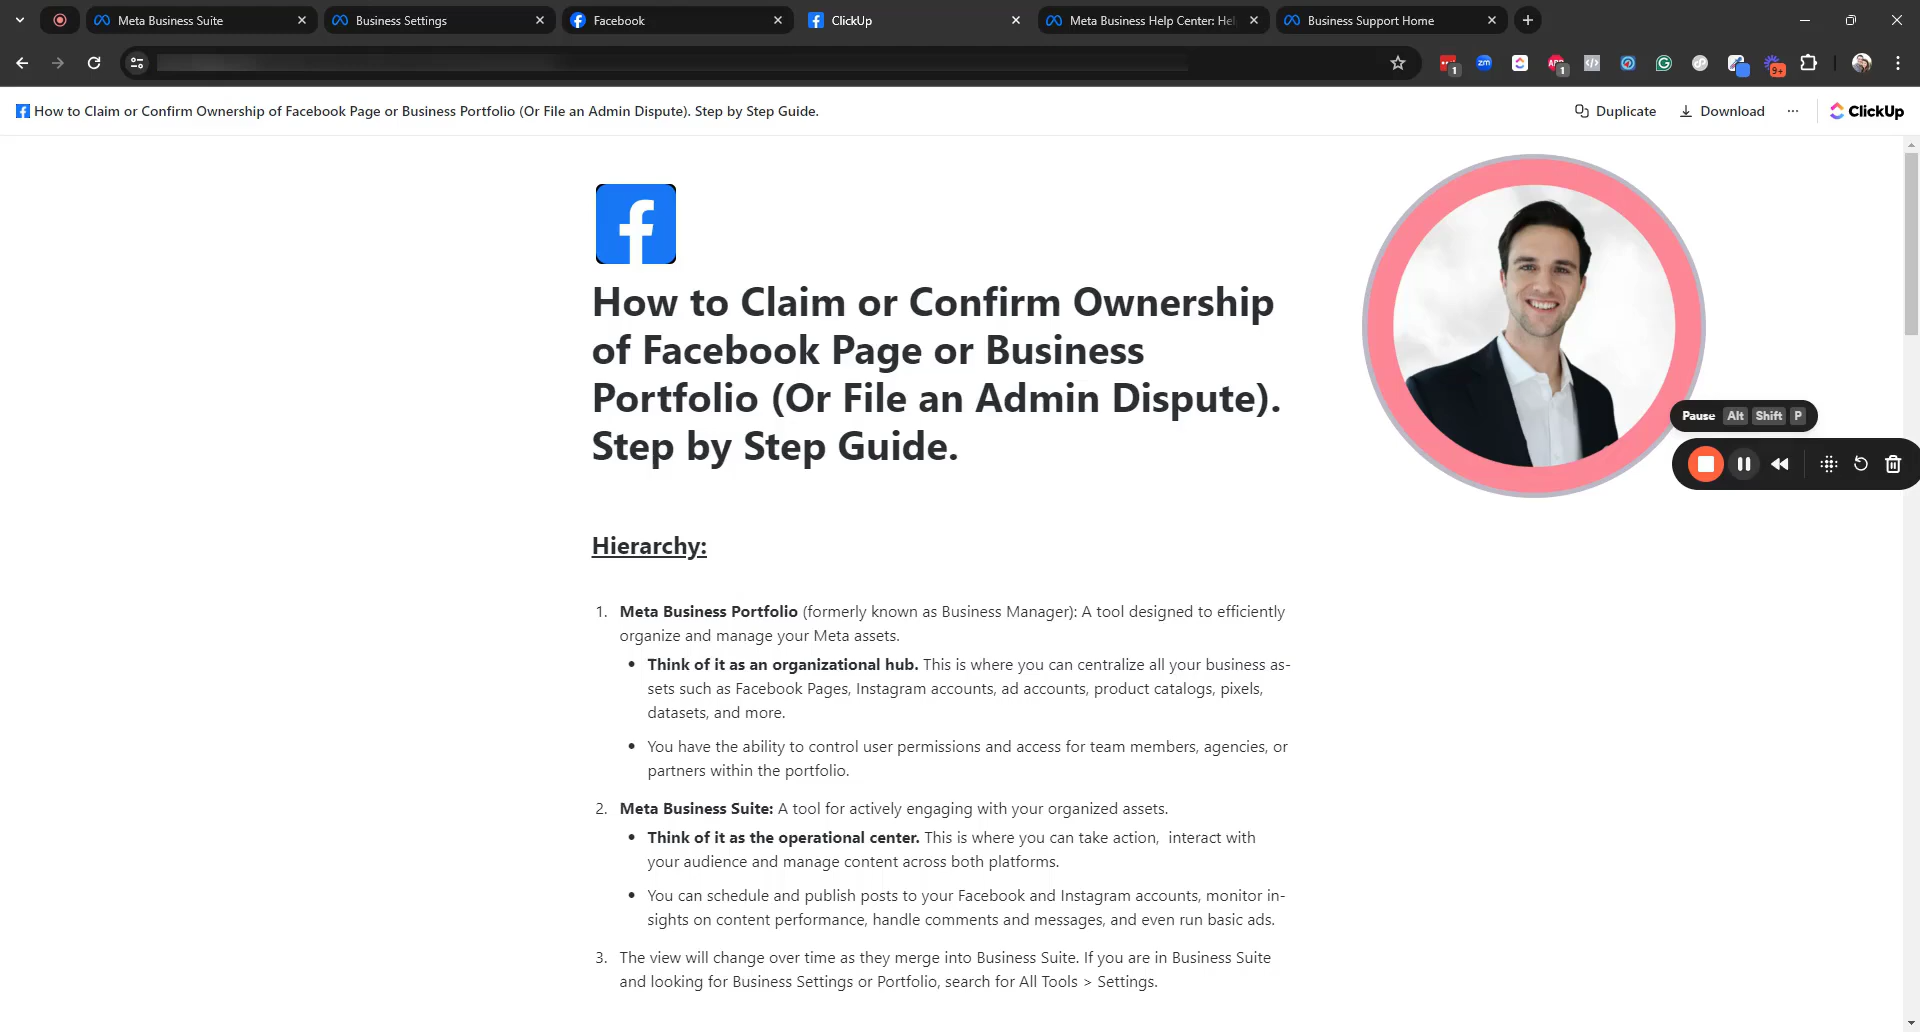 Meta Business Suite
Business Settings
Facebook
ClickUp
Meta Business Help Center: He
Business Support Home
1
zm
1
9+
How to Claim or Confirm Ownership of Facebook Page or Business Portfolio (Or File an Admin Dispute). Step by Step Guide.
Duplicate
Download
ClickUp
How to Claim or Confirm Ownership
of Facebook Page or Business
Portfolio (Or File an Admin Dispute).
Step by Step Guide.
Pause Alt Shift P
Hierarchy:
1. Meta Business Portfolio (formerly known as Business Manager): A tool designed to efficiently
organize and manage your Meta assets.
• Think of it as an organizational hub. This is where you can centralize all your business as-
sets such as Facebook Pages, Instagram accounts, ad accounts, product catalogs, pixels,
datasets, and more.
• You have the ability to control user permissions and access for team members, agencies, or
partners within the portfolio.
2. Meta Business Suite: A tool for actively engaging with your organized assets.
• Think of it as the operational center. This is where you can take action,  interact with
your audience and manage content across both platforms.
• You can schedule and publish posts to your Facebook and Instagram accounts, monitor in-
sights on content performance, handle comments and messages, and even run basic ads.
3. The view will change over time as they merge into Business Suite. If you are in Business Suite
and looking for Business Settings or Portfolio, search for All Tools > Settings.